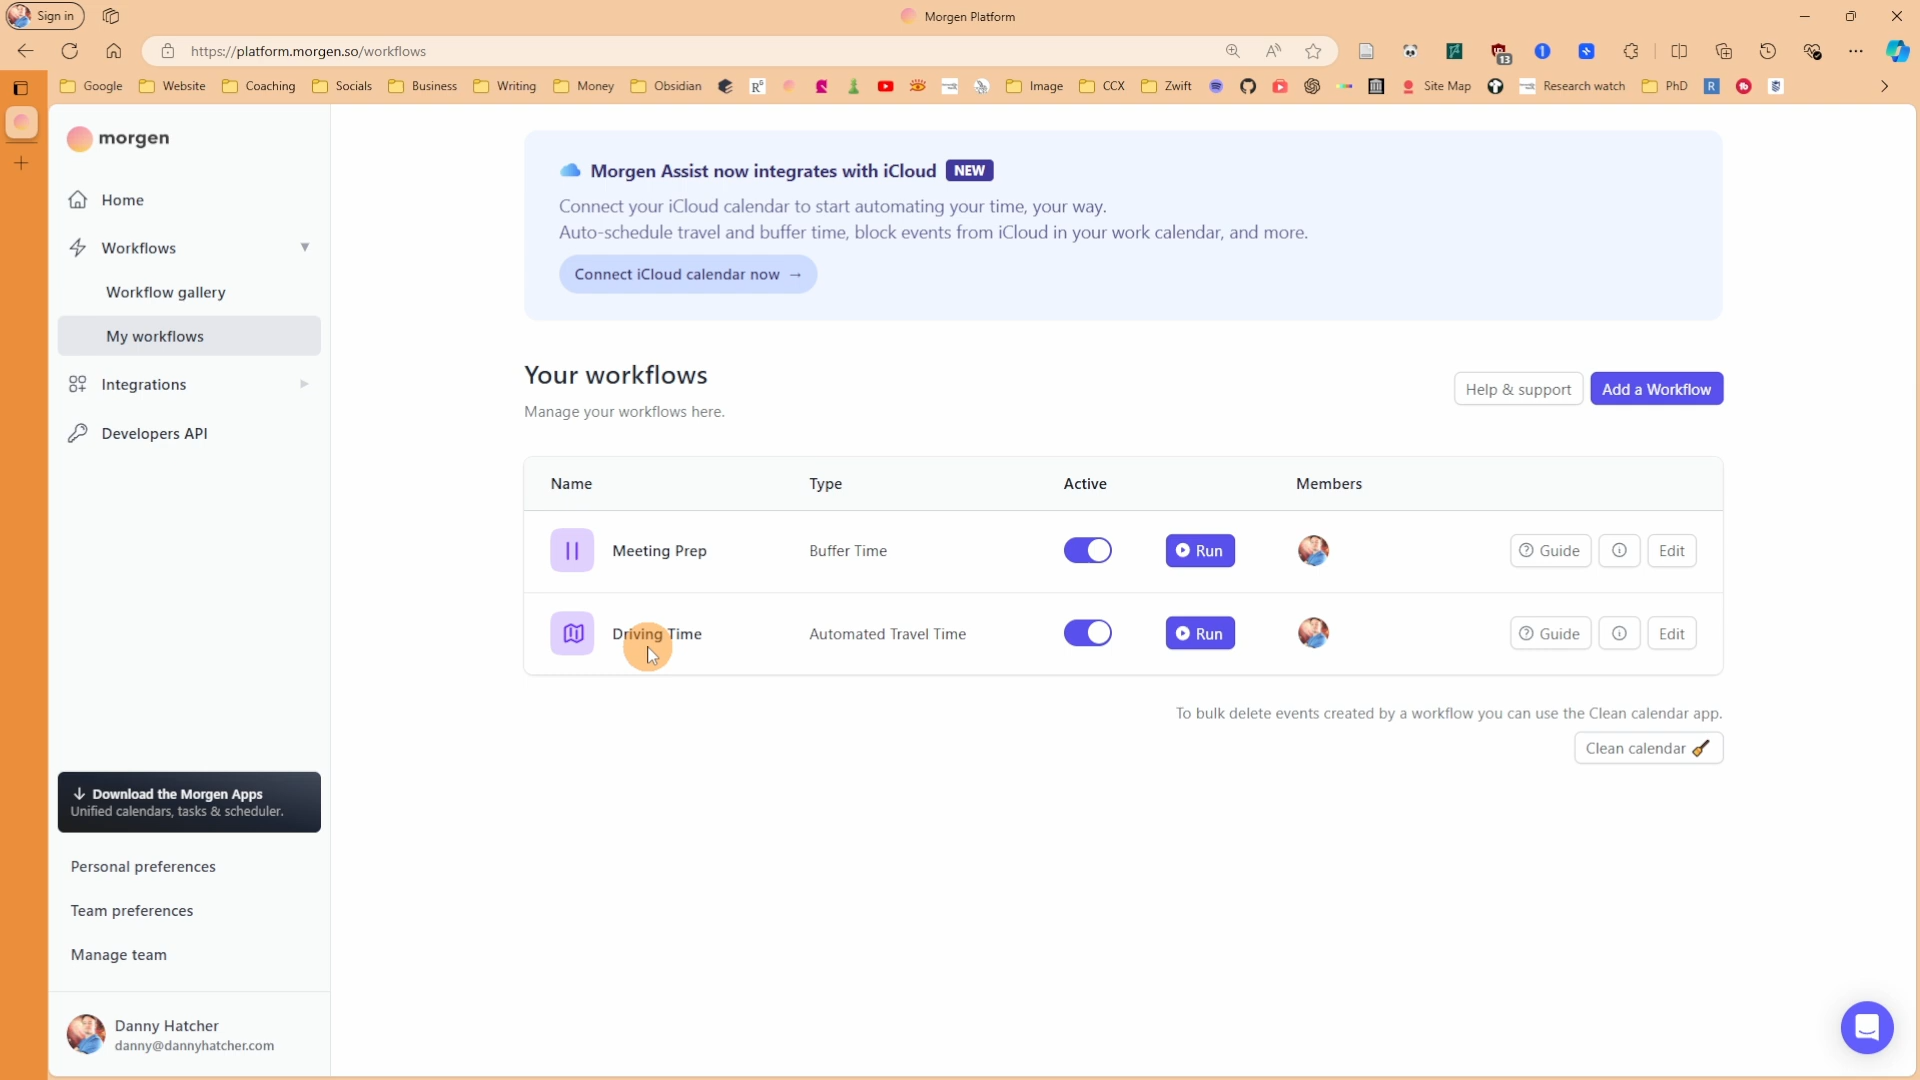 Sign in
Morgen Platform
https://platform.morgen.so/workflows
13
Google
Website
Coaching
Socials
Business
Writing
Money
Obsidian
Image
CCX
Zwift
Site Map
Research watch
PhD
morgen
Home
Workflows
Workflow gallery
My workflows
Integrations
Developers API
Download the Morgen Apps
Unified calendars, tasks & scheduler.
Personal preferences
Team preferences
Manage team
Danny Hatcher
danny@dannyhatcher.com
Morgen Assist now integrates with iCloud NEW
Connect your iCloud calendar to start automating your time, your way.
Auto-schedule travel and buffer time, block events from iCloud in your work calendar, and more.
Connect iCloud calendar now →
Your workflows
Manage your workflows here.
Help & support
Add a Workflow
Name Type Active Members
Meeting Prep Buffer Time Run Guide Edit
Driving Time Automated Travel Time Run Guide Edit
To bulk delete events created by a workflow you can use the Clean calendar app.
Clean calendar